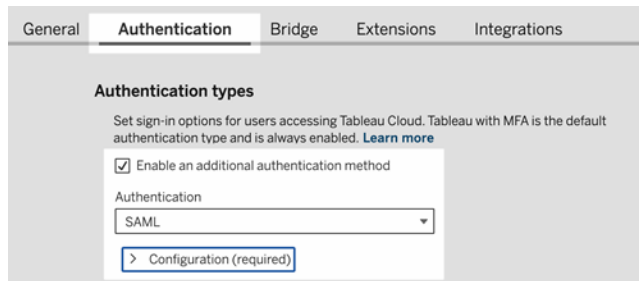 General Authentication Bridge Extensions Integrations
Authentication types
Set sign-in options for users accessing Tableau Cloud. Tableau with MFA is the default
authentication type and is always enabled. Learn more
Enable an additional authentication method
Authentication
SAML
Configuration (required)